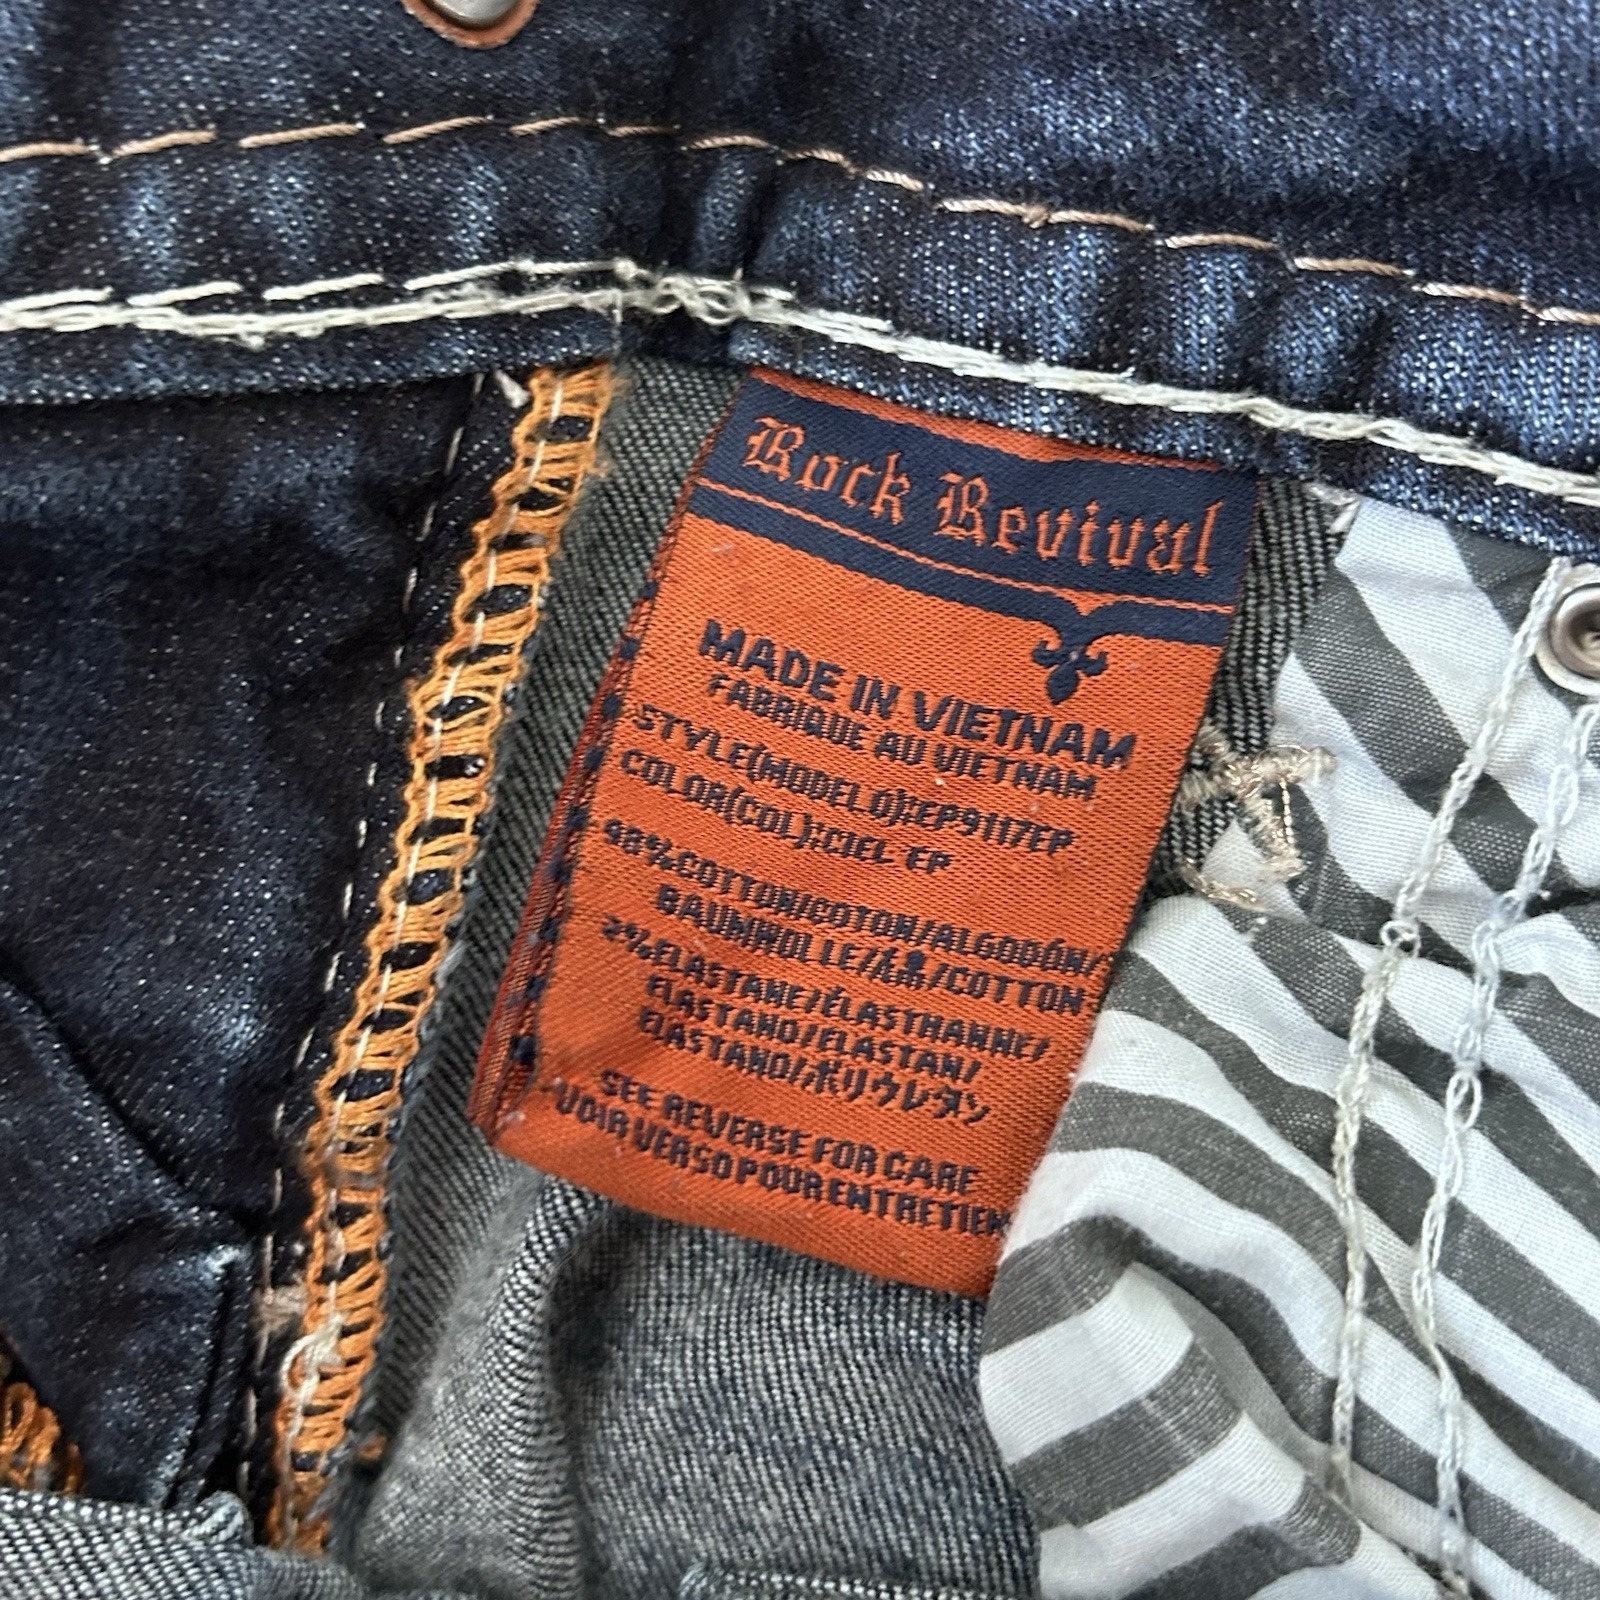 Rock Revival
MADE IN VIETNAM
FABRIQUE AU VIETNAM
STYLE(MODELO):EP9117EP
COLOR(COL):CIEL EP
98%COTTON/COTON/ALGODÓN/
BAUMWOLLE/綿/COTTON
2%ELASTANE/ÉLASTHANNE/
ELASTANO/ELASTAN/
ELASTANO/ポリウレタン
SEE REVERSE FOR CARE
VOIR VERSO POUR ENTRETIEN